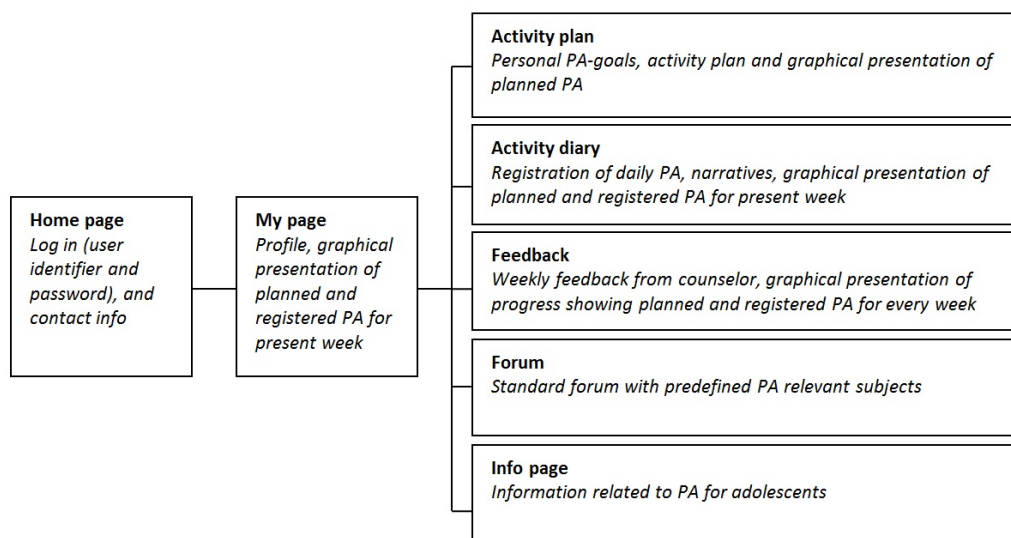 Home page
Log in (user
identifier and
password), and
contact info
My page
Profile, graphical
presentation of
planned and
registered PA for
present week
Activity plan
Personal PA-goals, activity plan and graphical presentation of
planned PA
Activity diary
Registration of daily PA, narratives, graphical presentation of
planned and registered PA for present week
Feedback
Weekly feedback from counselor, graphical presentation of
progress showing planned and registered PA for every week
Forum
Standard forum with predefined PA relevant subjects
Info page
Information related to PA for adolescents